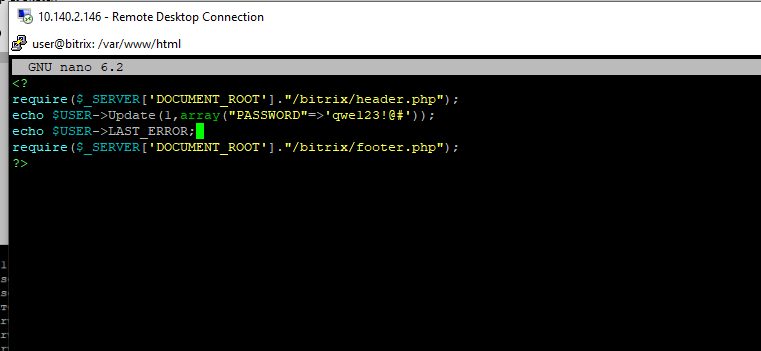 10.140.2.146 - Remote Desktop Connection
user@bitrix: /var/www/html
GNU nano 6.2
<?
require($_SERVER['DOCUMENT_ROOT']."/bitrix/header.php");
echo $USER->Update(1,array("PASSWORD"=>'qwe123!@#'));
echo $USER->LAST_ERROR;
require($_SERVER['DOCUMENT_ROOT']."/bitrix/footer.php");
?>